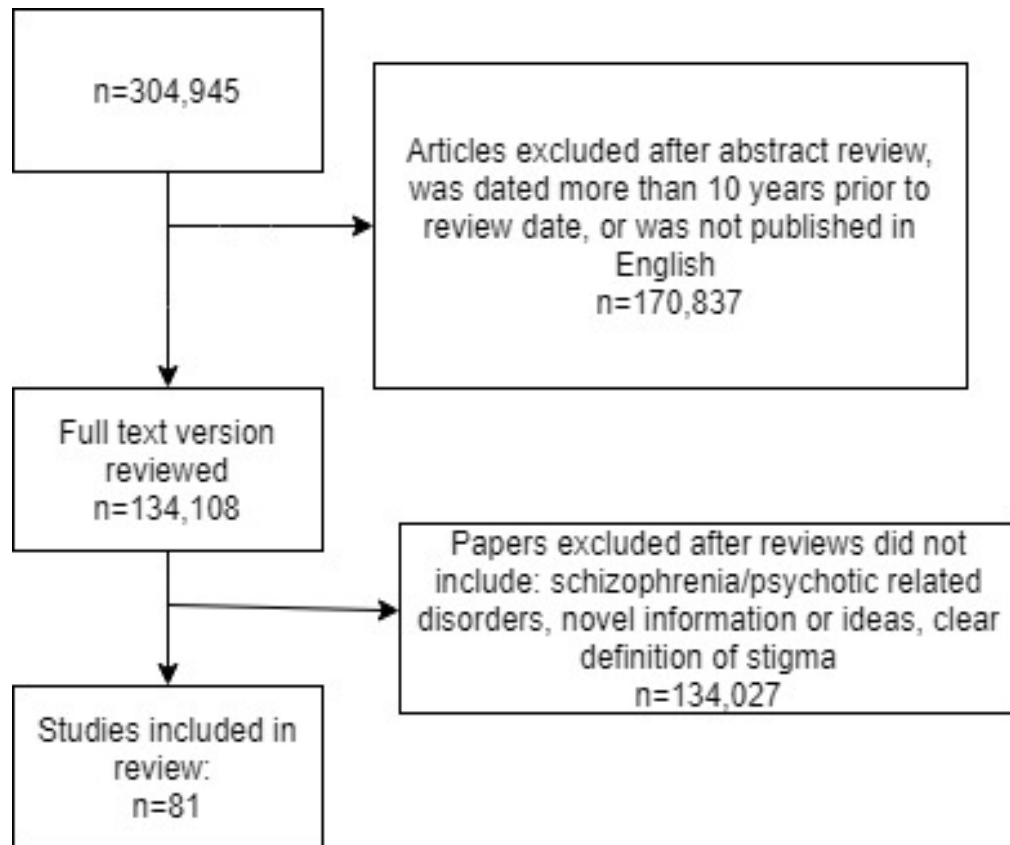 n=304,945
Articles excluded after abstract review,
was dated more than 10 years prior to
review date, or was not published in
English
n=170,837
Full text version
reviewed
n=134,108
Papers excluded after reviews did not
include: schizophrenia/psychotic related
disorders, novel information or ideas, clear
definition of stigma
n=134,027
Studies included in
review:
n=81